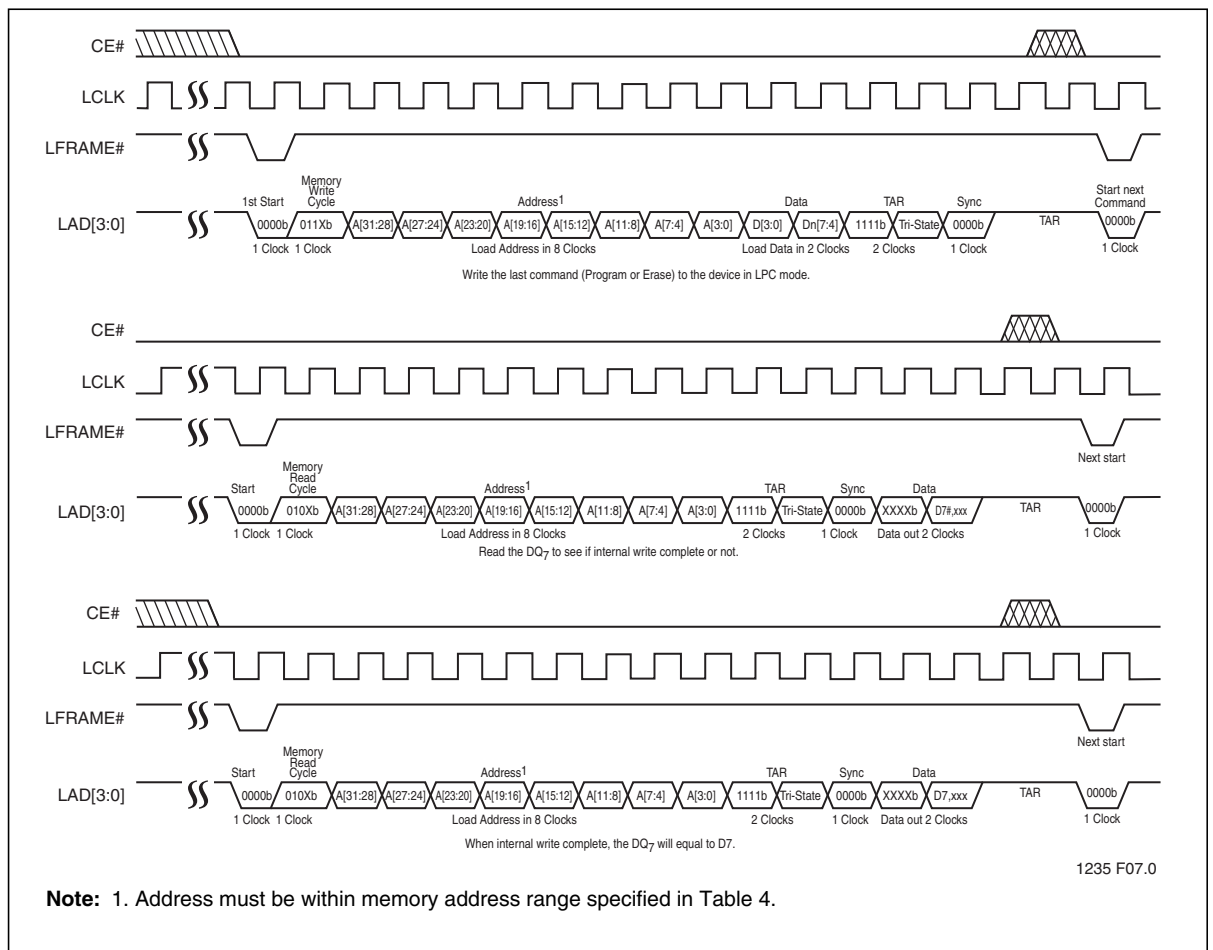 CE#
LCLK
LFRAME#
1st Start Memory Write Cycle Address1 Data TAR Sync Start next Command
LAD[3:0] 0000b 011Xb A[31:28] A[27:24] A[23:20] A[19:16] A[15:12] A[11:8] A[7:4] A[3:0] D[3:0] Dn[7:4] 1111b Tri-State 0000b TAR 0000b
1 Clock 1 Clock Load Address in 8 Clocks Load Data in 2 Clocks 2 Clocks 1 Clock 1 Clock
Write the last command (Program or Erase) to the device in LPC mode.
CE#
LCLK
LFRAME#
Next start
Start Memory Read Cycle Address1 TAR Sync Data
LAD[3:0] 0000b 010Xb A[31:28] A[27:24] A[23:20] A[19:16] A[15:12] A[11:8] A[7:4] A[3:0] 1111b Tri-State 0000b XXXXb D7#,xxx TAR 0000b
1 Clock 1 Clock Load Address in 8 Clocks 2 Clocks 1 Clock Data out 2 Clocks 1 Clock
Read the DQ7 to see if internal write complete or not.
CE#
LCLK
LFRAME#
Next start
Start Memory Read Cycle Address1 TAR Sync Data
LAD[3:0] 0000b 010Xb A[31:28] A[27:24] A[23:20] A[19:16] A[15:12] A[11:8] A[7:4] A[3:0] 1111b Tri-State 0000b XXXXb D7,xxx TAR 0000b
1 Clock 1 Clock Load Address in 8 Clocks 2 Clocks 1 Clock Data out 2 Clocks 1 Clock
When internal write complete, the DQ7 will equal to D7.
1235 F07.0
Note: 1. Address must be within memory address range specified in Table 4.